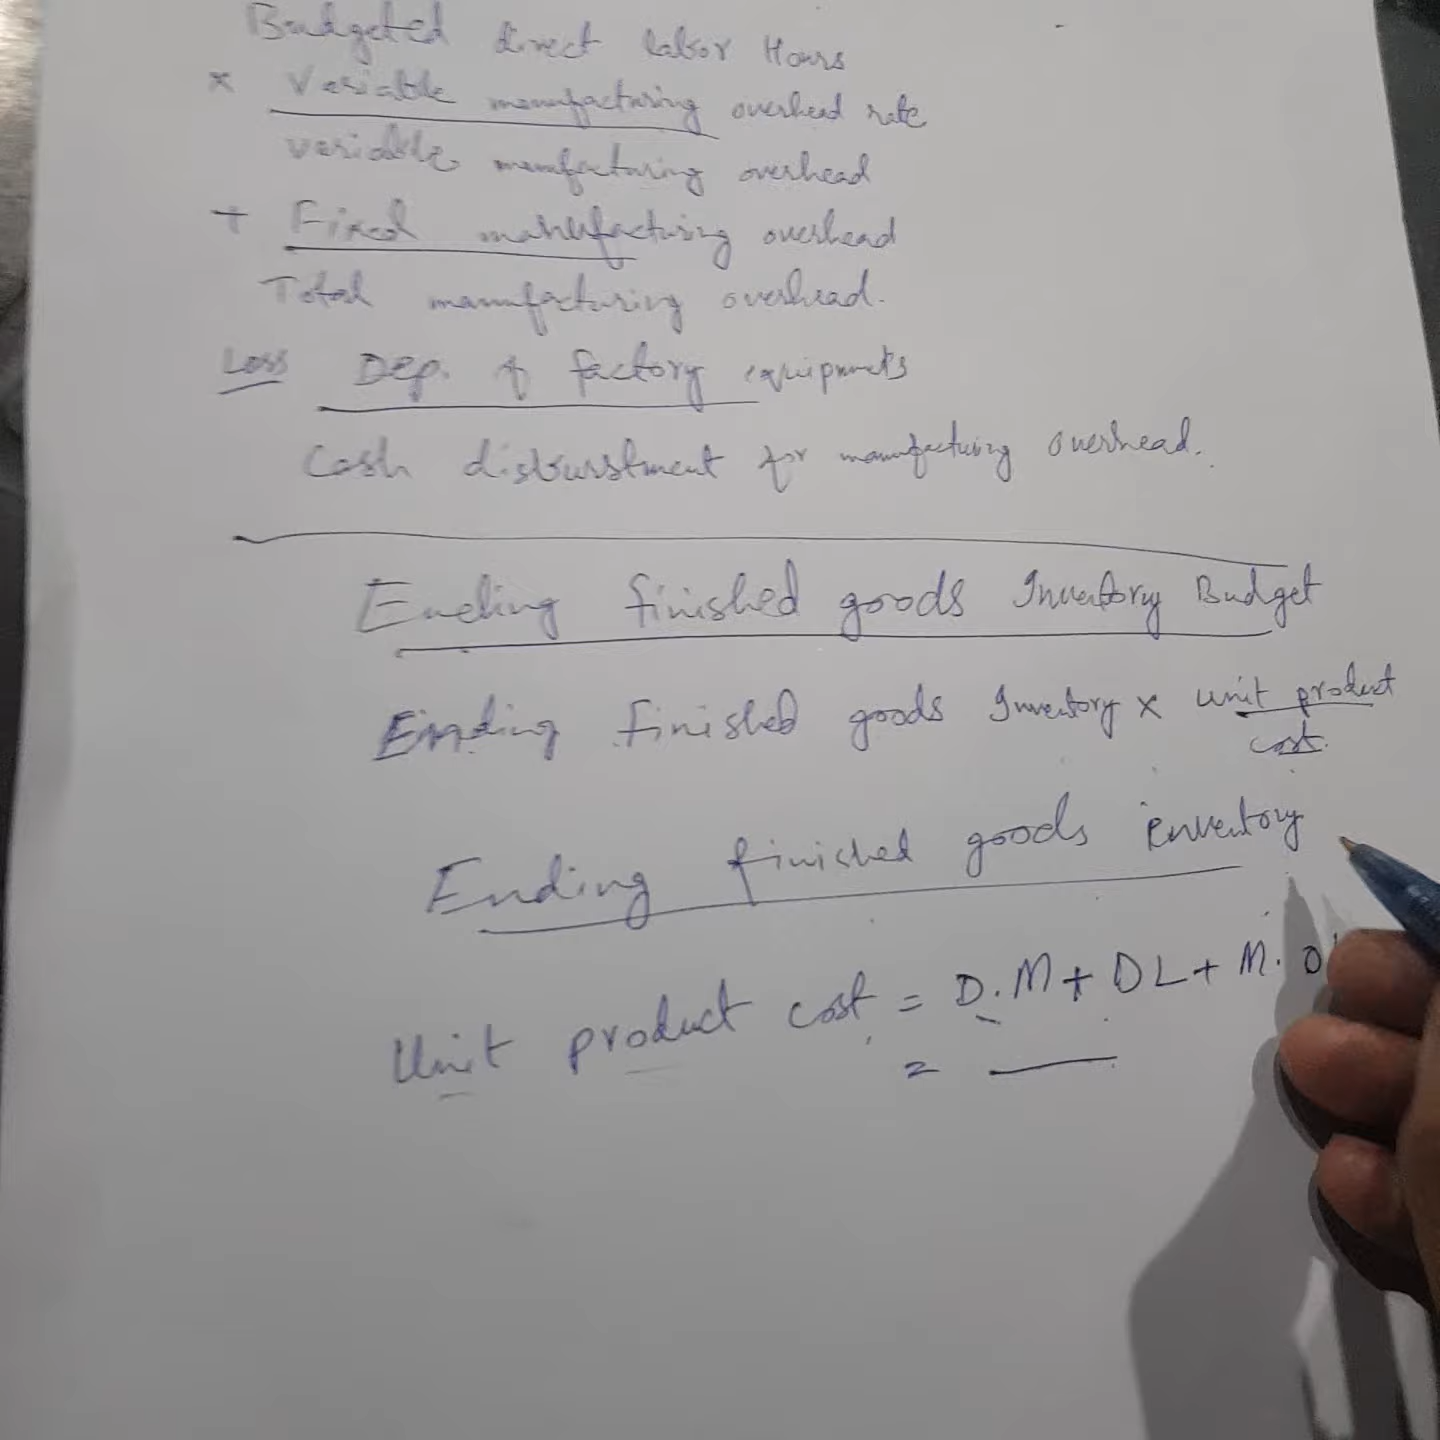 Budgeted direct labor Hours
x Variable manufacturing overhead rate
variable manufacturing overhead
+ Fixed manufacturing overhead
Total manufacturing overhead.
Less Dep. of factory equipments
Cash disburstment for manufacturing overhead.
Ending finished goods Inventory Budget
Ending finished goods Inventory x unit product
cost.
Ending finished goods inventory
Unit product cost = D.M + DL + M.O
= ___